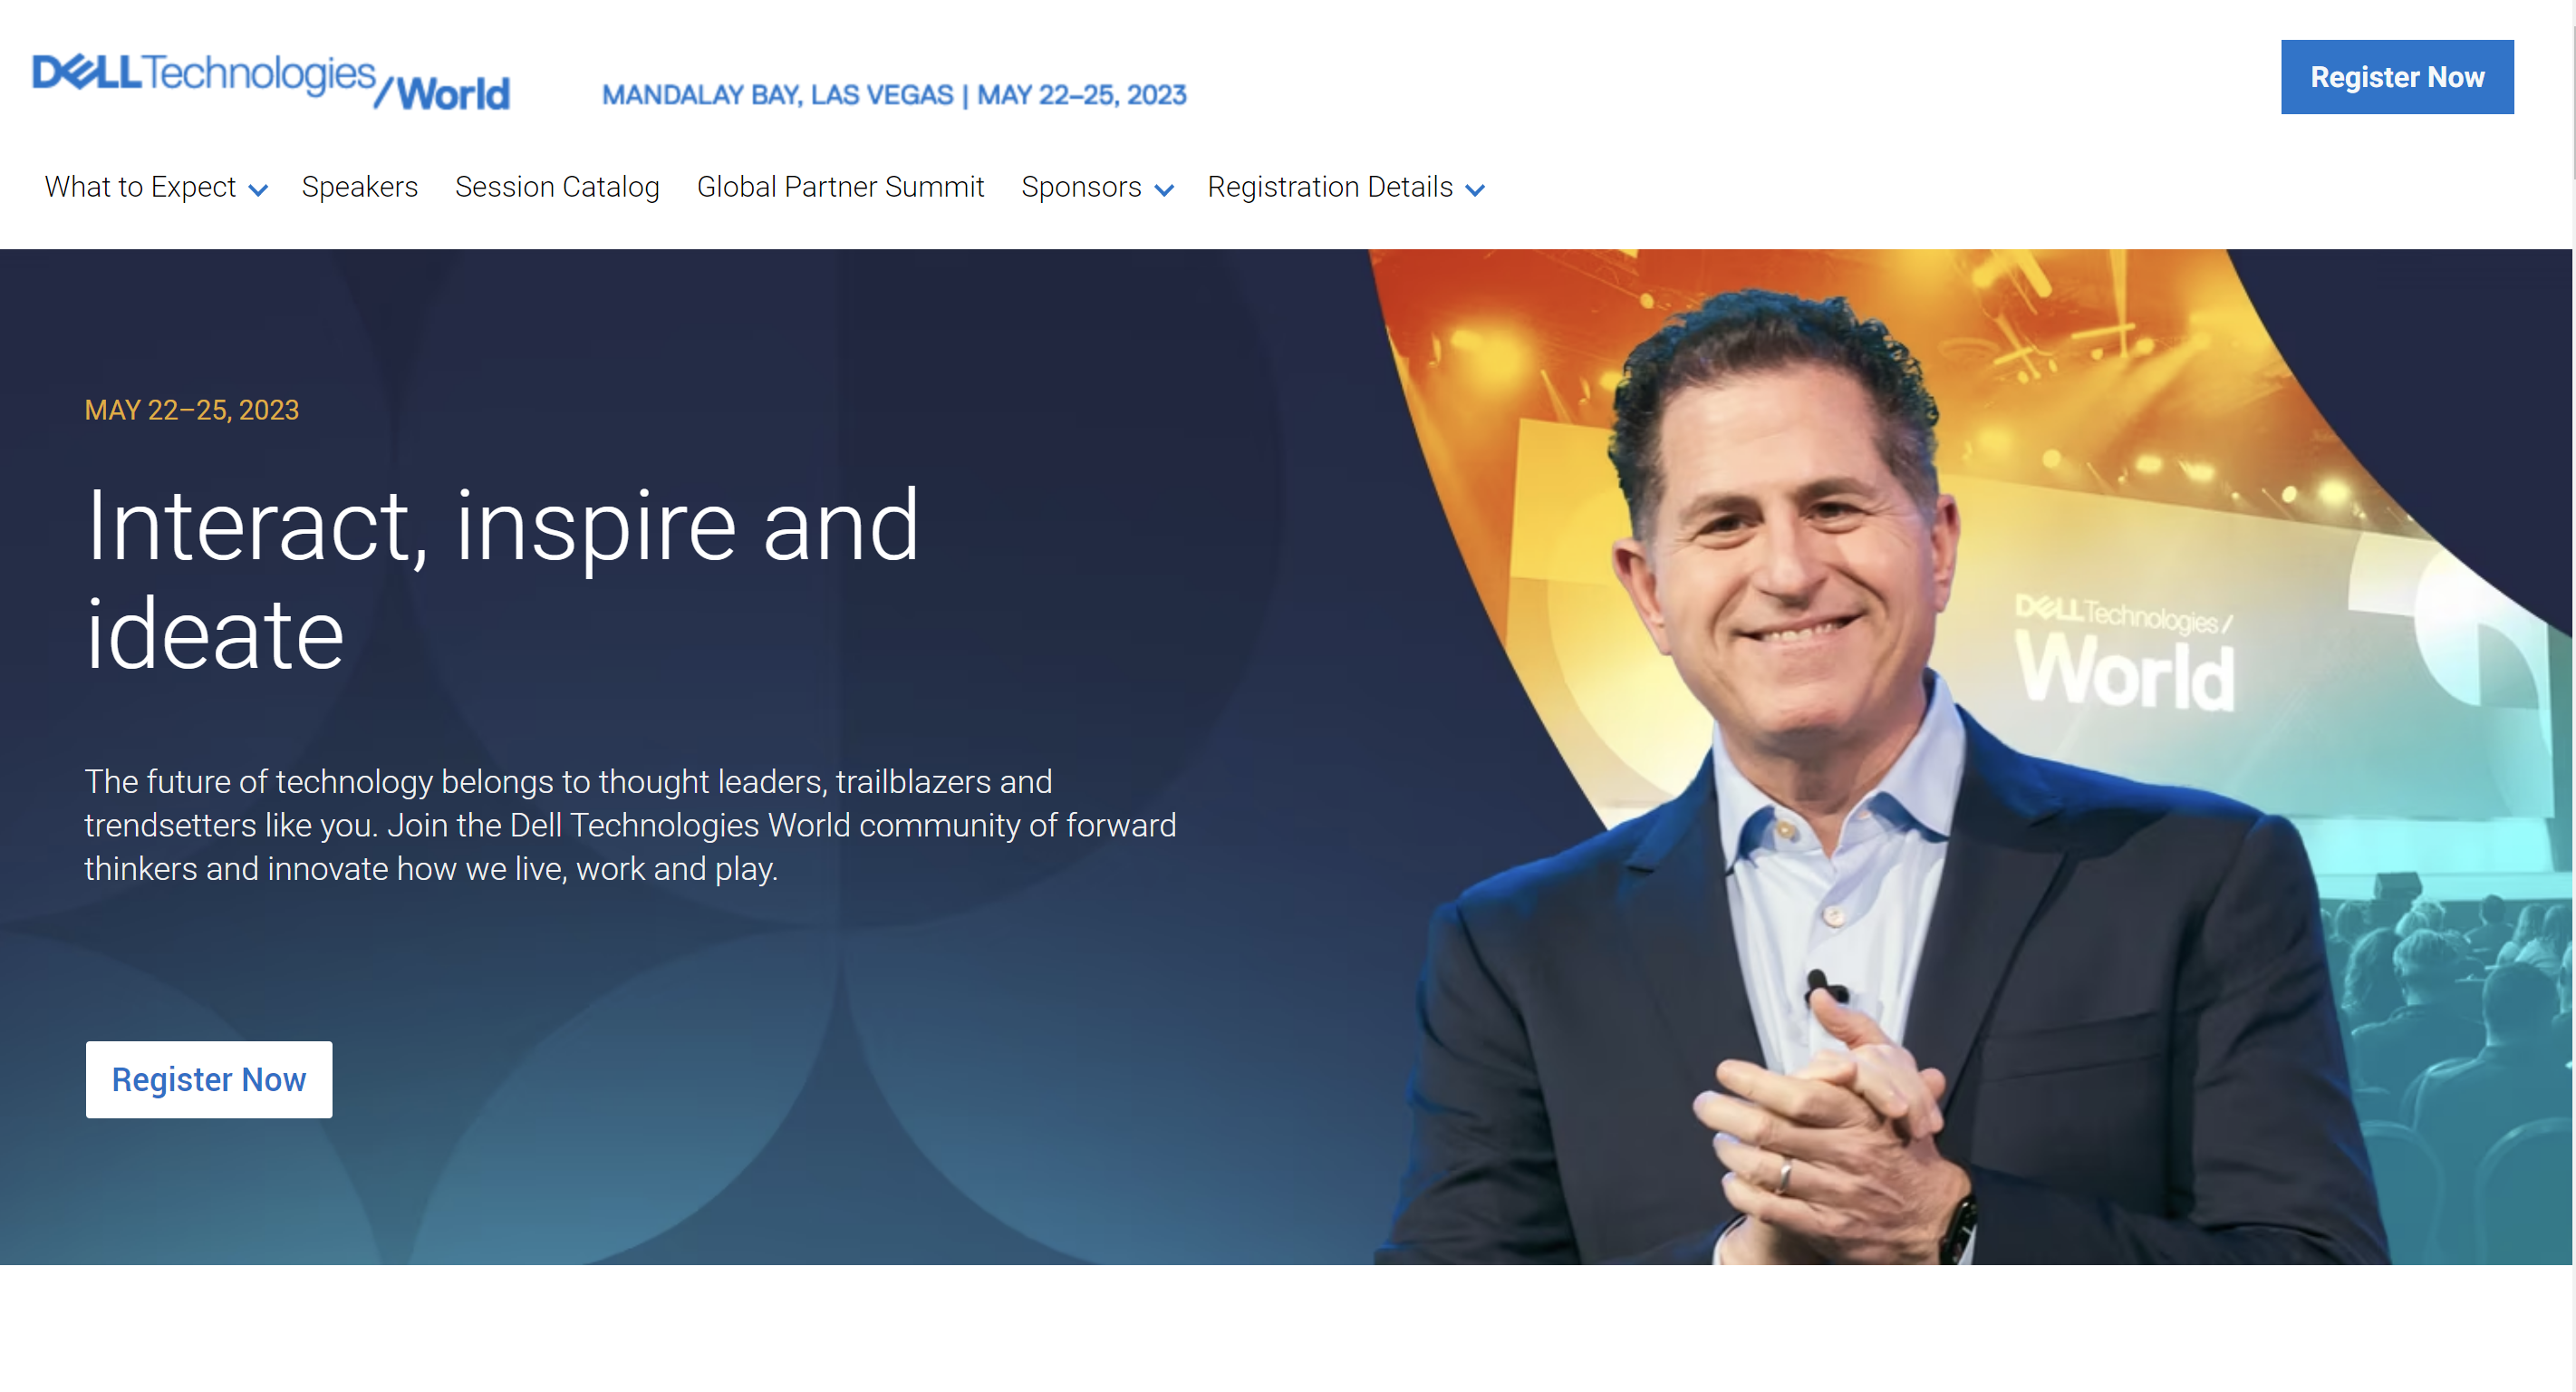 DELLTechnologies/World
MANDALAY BAY, LAS VEGAS | MAY 22–25, 2023
Register Now
What to Expect
Speakers
Session Catalog
Global Partner Summit
Sponsors
Registration Details
MAY 22–25, 2023
Interact, inspire and
ideate
The future of technology belongs to thought leaders, trailblazers and
trendsetters like you. Join the Dell Technologies World community of forward
thinkers and innovate how we live, work and play.
Register Now
DELLTechnologies/
World